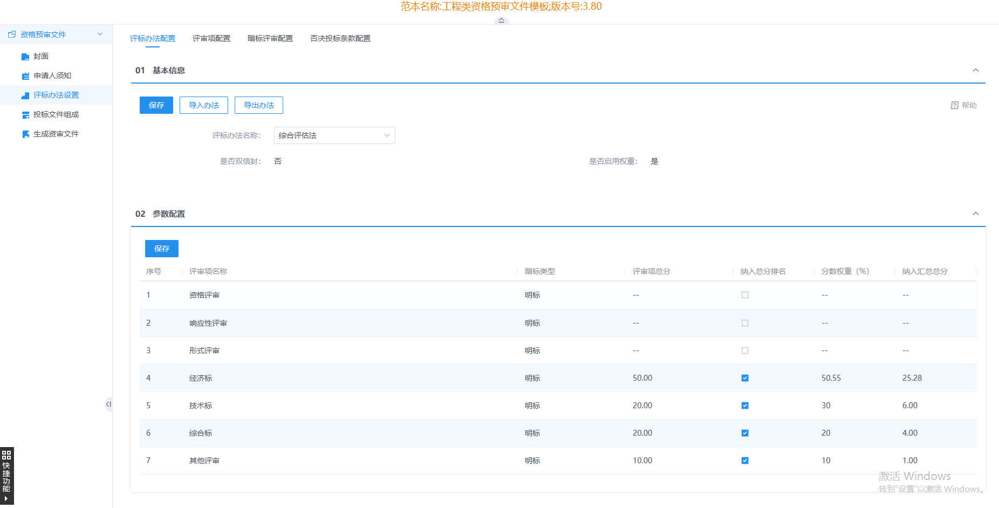 范本名称:工程类资格预审文件模板;版本号:3.80
资格预审文件
封面
申请人须知
评标办法设置
投标文件组成
生成资审文件
快捷功能
评标办法配置 评审项配置 暗标评审配置 否决投标条款配置
01 基本信息
保存 导入办法 导出办法 帮助
评标办法名称： 综合评估法
是否双信封： 否 是否启用权重： 是
02 参数配置
保存
序号 评审项名称 暗标类型 评审项总分 纳入总分排名 分数权重（%） 纳入汇总总分
1 资格评审 明标 -- -- --
2 响应性评审 明标 -- -- --
3 形式评审 明标 -- -- --
4 经济标 明标 50.00 50.55 25.28
5 技术标 明标 20.00 30 6.00
6 综合标 明标 20.00 20 4.00
7 其他评审 明标 10.00 10 1.00
激活 Windows
转到“设置”以激活 Windows。